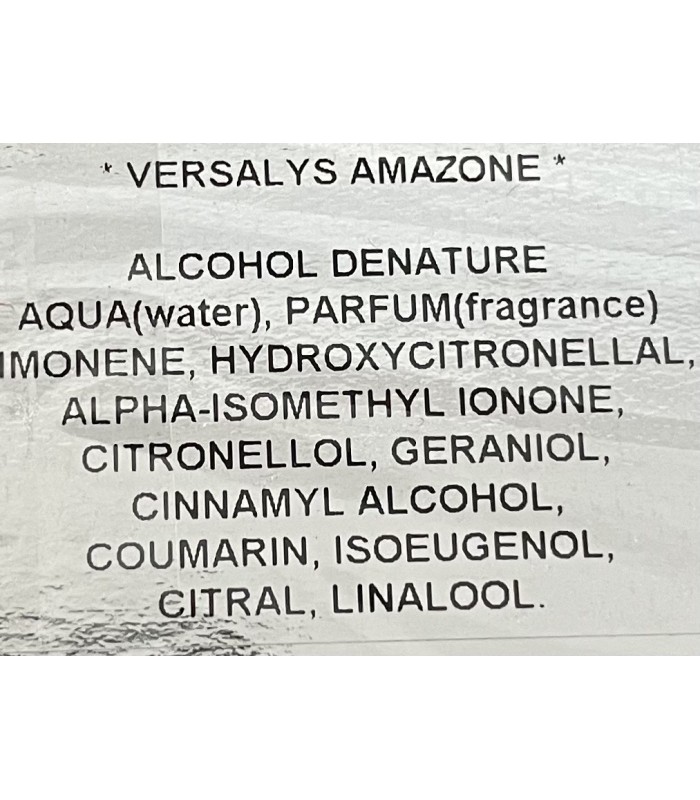 * VERSALYS AMAZONE *
ALCOHOL DENATURE
AQUA(water), PARFUM(fragrance)
IMONENE, HYDROXYCITRONELLAL,
ALPHA-ISOMETHYL IONONE,
CITRONELLOL, GERANIOL,
CINNAMYL ALCOHOL,
COUMARIN, ISOEUGENOL,
CITRAL, LINALOOL.